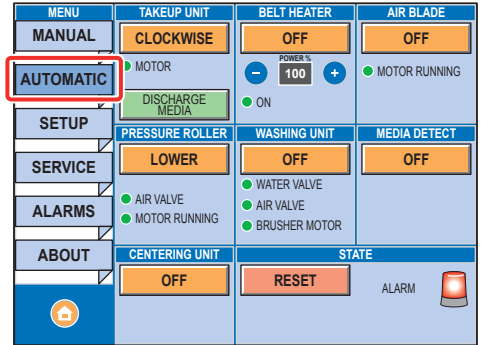 MENU
MANUAL
AUTOMATIC
SETUP
SERVICE
ALARMS
ABOUT
TAKEUP UNIT
CLOCKWISE
MOTOR
DISCHARGE
MEDIA
BELT HEATER
OFF
POWER %
- 100 +
ON
AIR BLADE
OFF
MOTOR RUNNING
PRESSURE ROLLER
LOWER
AIR VALVE
MOTOR RUNNING
WASHING UNIT
OFF
WATER VALVE
AIR VALVE
BRUSHER MOTOR
MEDIA DETECT
OFF
CENTERING UNIT
OFF
STATE
RESET
ALARM